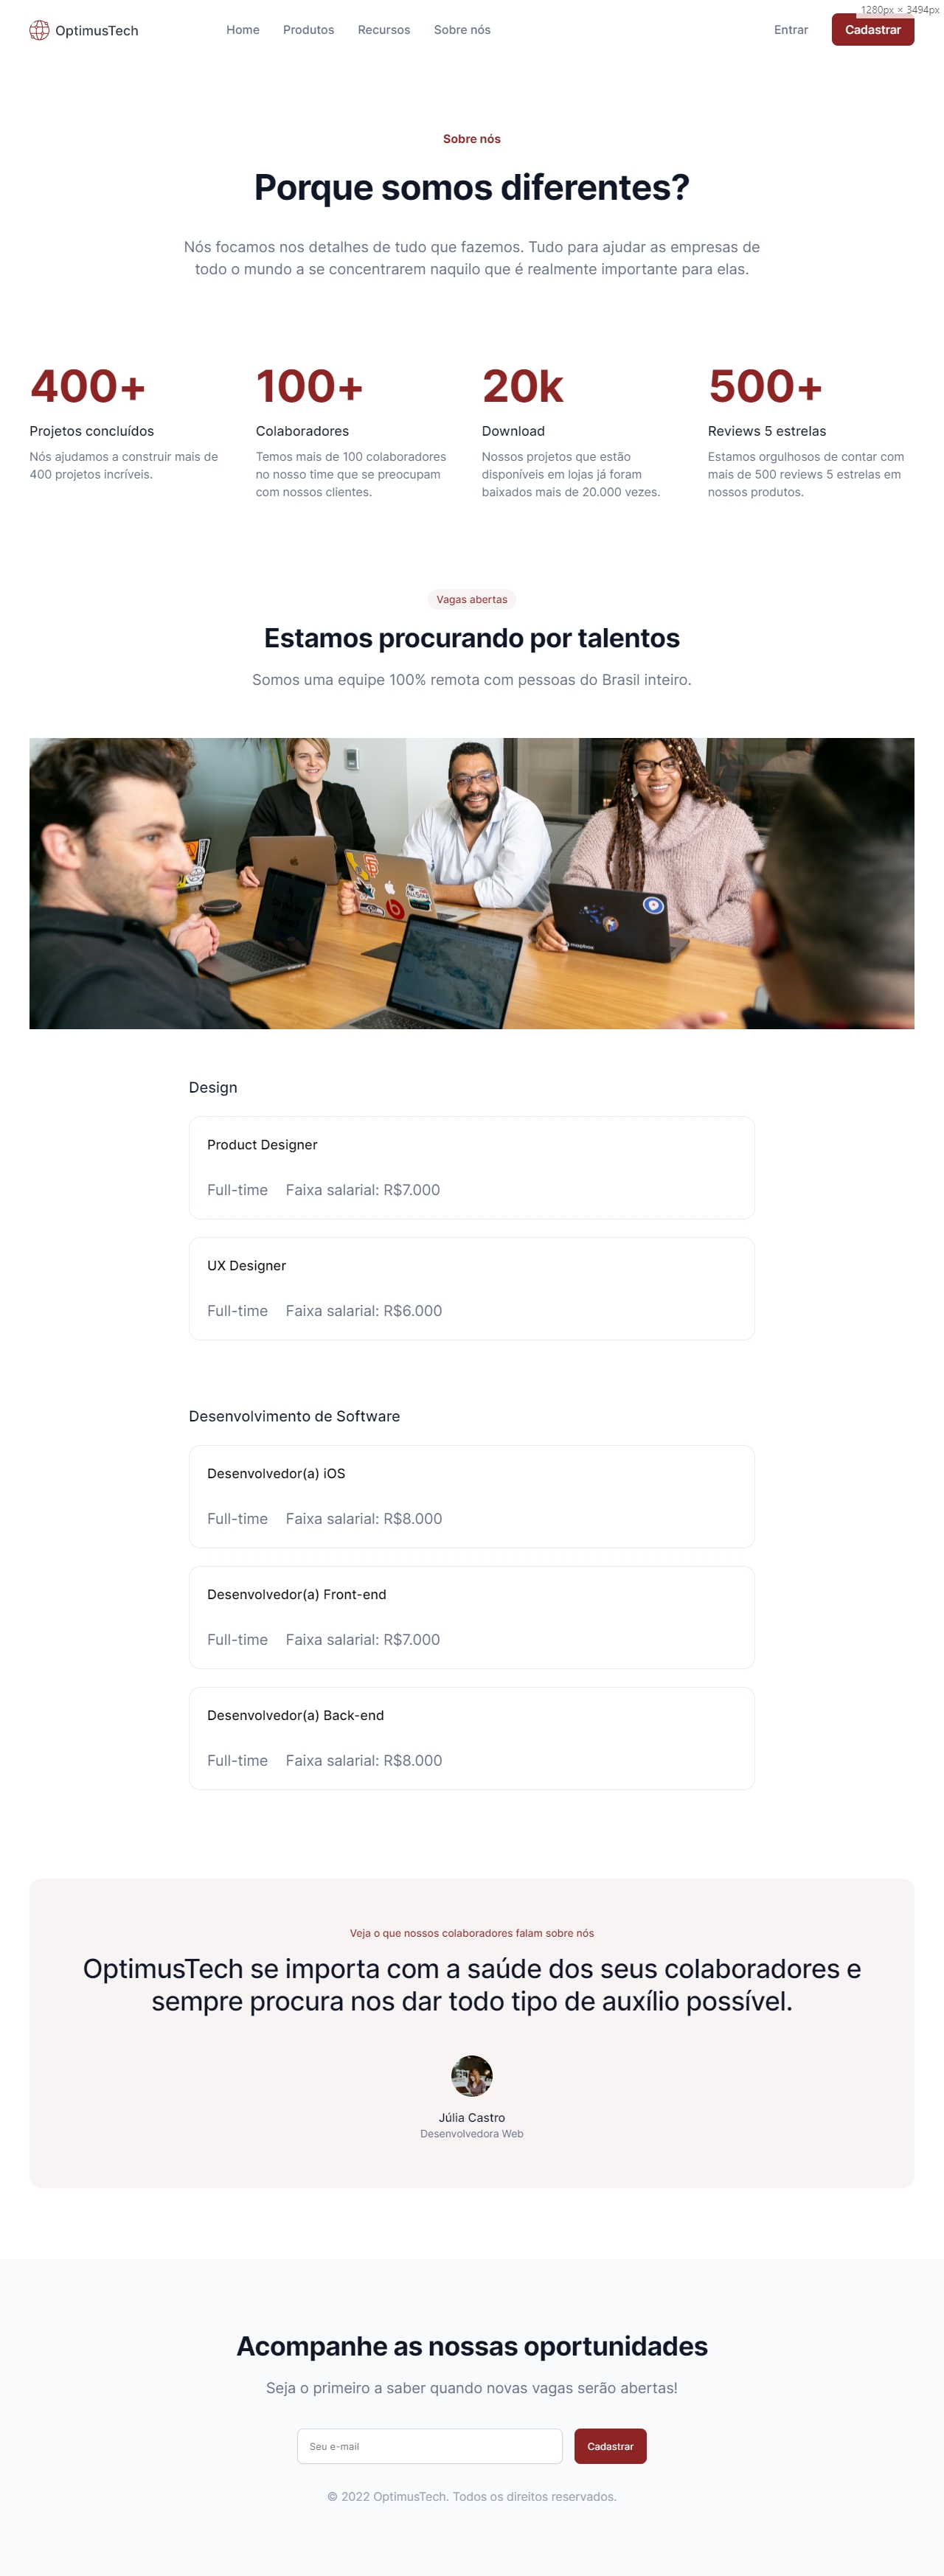 1280px × 3494px
OptimusTech
Home
Produtos
Recursos
Sobre nós
Entrar
Cadastrar
Sobre nós
Porque somos diferentes?
Nós focamos nos detalhes de tudo que fazemos. Tudo para ajudar as empresas de
todo o mundo a se concentrarem naquilo que é realmente importante para elas.
400+
Projetos concluídos
Nós ajudamos a construir mais de
400 projetos incríveis.
100+
Colaboradores
Temos mais de 100 colaboradores
no nosso time que se preocupam
com nossos clientes.
20k
Download
Nossos projetos que estão
disponíveis em lojas já foram
baixados mais de 20.000 vezes.
500+
Reviews 5 estrelas
Estamos orgulhosos de contar com
mais de 500 reviews 5 estrelas em
nossos produtos.
Vagas abertas
Estamos procurando por talentos
Somos uma equipe 100% remota com pessoas do Brasil inteiro.
Design
Product Designer
Full-time Faixa salarial: R$7.000
UX Designer
Full-time Faixa salarial: R$6.000
Desenvolvimento de Software
Desenvolvedor(a) iOS
Full-time Faixa salarial: R$8.000
Desenvolvedor(a) Front-end
Full-time Faixa salarial: R$7.000
Desenvolvedor(a) Back-end
Full-time Faixa salarial: R$8.000
Veja o que nossos colaboradores falam sobre nós
OptimusTech se importa com a saúde dos seus colaboradores e
sempre procura nos dar todo tipo de auxílio possível.
Júlia Castro
Desenvolvedora Web
Acompanhe as nossas oportunidades
Seja o primeiro a saber quando novas vagas serão abertas!
Seu e-mail
Cadastrar
© 2022 OptimusTech. Todos os direitos reservados.